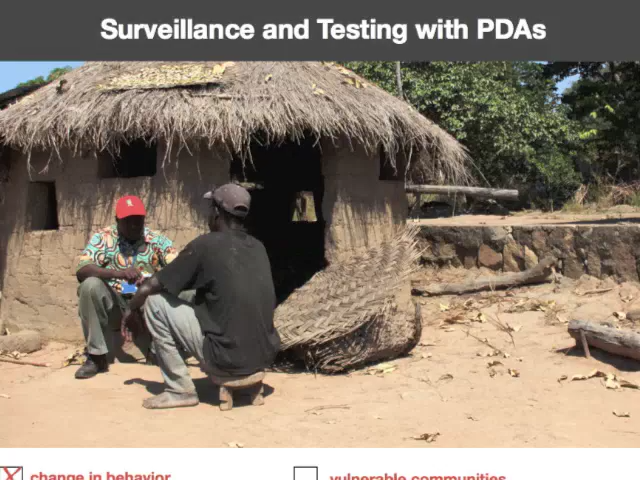 Surveillance and Testing with PDAs
change in behavior
vulnerable communities